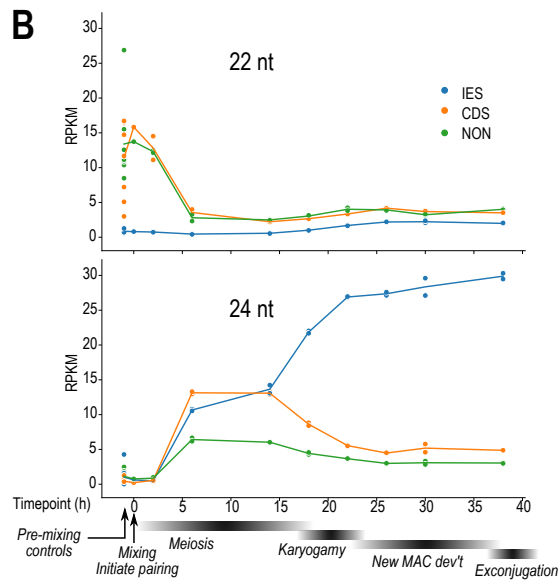 B
22 nt
RPKM
30
25
20
15
10
5
0
IES
CDS
NON
24 nt
RPKM
30
25
20
15
10
5
0
Timepoint (h) 0 5 10 15 20 25 30 35 40
Pre-mixing
controls
Mixing
Initiate pairing
Meiosis
Karyogamy
New MAC dev't
Exconjugation